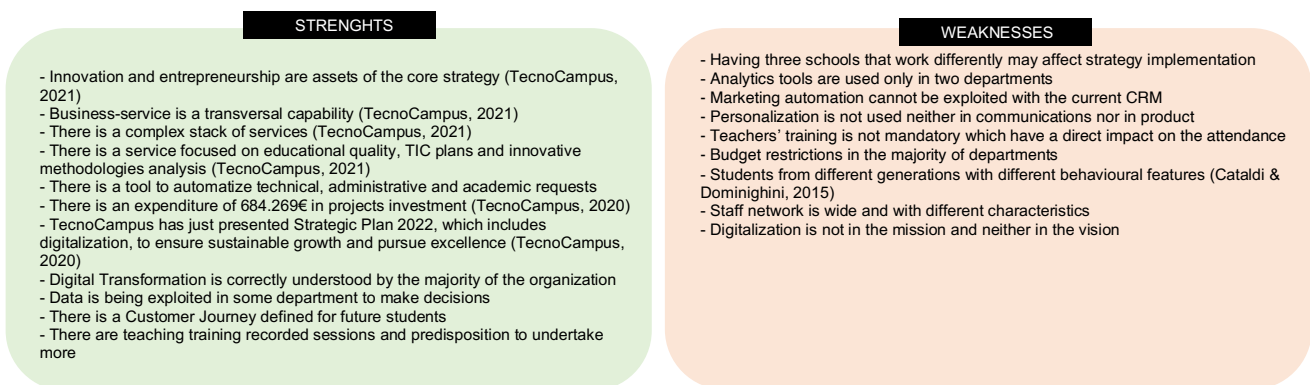 STRENGHTS
- Innovation and entrepreneurship are assets of the core strategy (TecnoCampus,
2021)
- Business-service is a transversal capability (TecnoCampus, 2021)
- There is a complex stack of services (TecnoCampus, 2021)
- There is a service focused on educational quality, TIC plans and innovative
methodologies analysis (TecnoCampus, 2021)
- There is a tool to automatize technical, administrative and academic requests
- There is an expenditure of 684.269€ in projects investment (TecnoCampus, 2020)
- TecnoCampus has just presented Strategic Plan 2022, which includes
digitalization, to ensure sustainable growth and pursue excellence (TecnoCampus,
2020)
- Digital Transformation is correctly understood by the majority of the organization
- Data is being exploited in some department to make decisions
- There is a Customer Journey defined for future students
- There are teaching training recorded sessions and predisposition to undertake
more
WEAKNESSES
- Having three schools that work differently may affect strategy implementation
- Analytics tools are used only in two departments
- Marketing automation cannot be exploited with the current CRM
- Personalization is not used neither in communications nor in product
- Teachers' training is not mandatory which have a direct impact on the attendance
- Budget restrictions in the majority of departments
- Students from different generations with different behavioural features (Cataldi &
Dominighini, 2015)
- Staff network is wide and with different characteristics
- Digitalization is not in the mission and neither in the vision